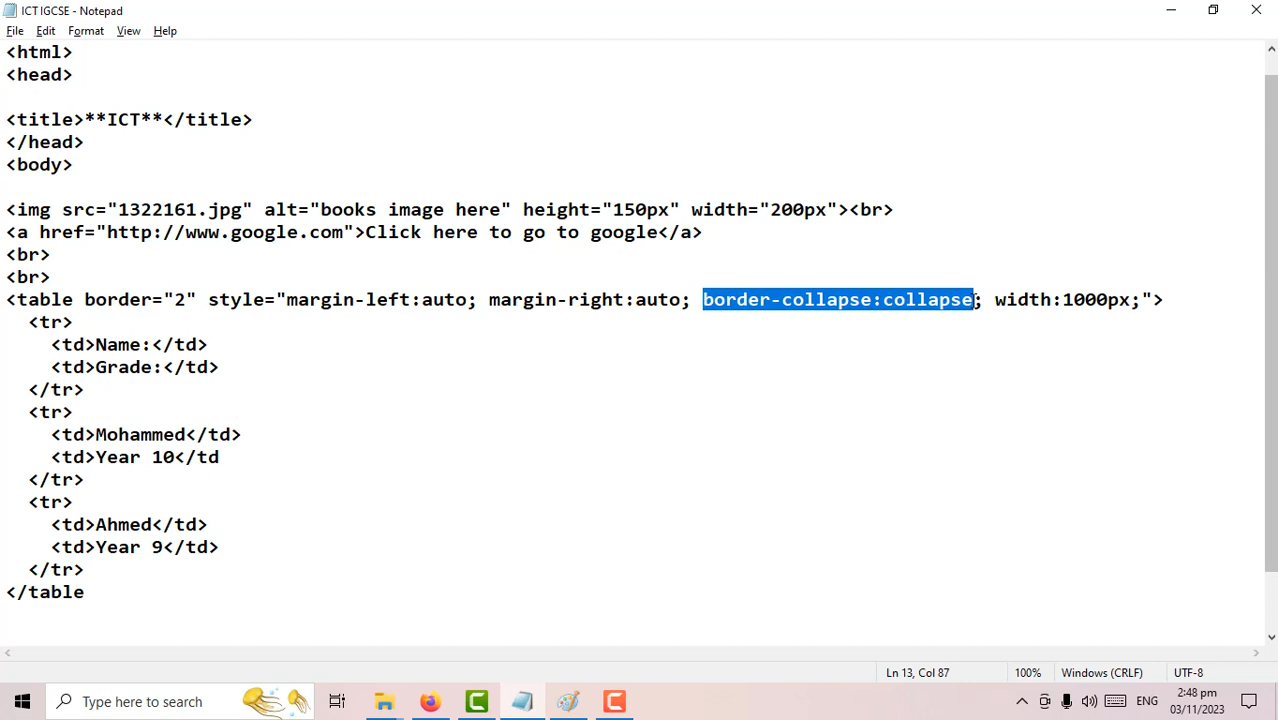 ICT IGCSE - Notepad
File Edit Format View Help
<html>
<head>
<title>**ICT**</title>
</head>
<body>
<img src="1322161.jpg" alt="books image here" height="150px" width="200px"><br>
<a href="http://www.google.com">Click here to go to google</a>
<br>
<br>
<table border="2" style="margin-left:auto; margin-right:auto; border-collapse:collapse; width:1000px;">
<tr>
<td>Name:</td>
<td>Grade:</td>
</tr>
<tr>
<td>Mohammed</td>
<td>Year 10</td
</tr>
<tr>
<td>Ahmed</td>
<td>Year 9</td>
</tr>
</table
Ln 13, Col 87 100% Windows (CRLF) UTF-8
Type here to search
ENG
2:48 pm
03/11/2023